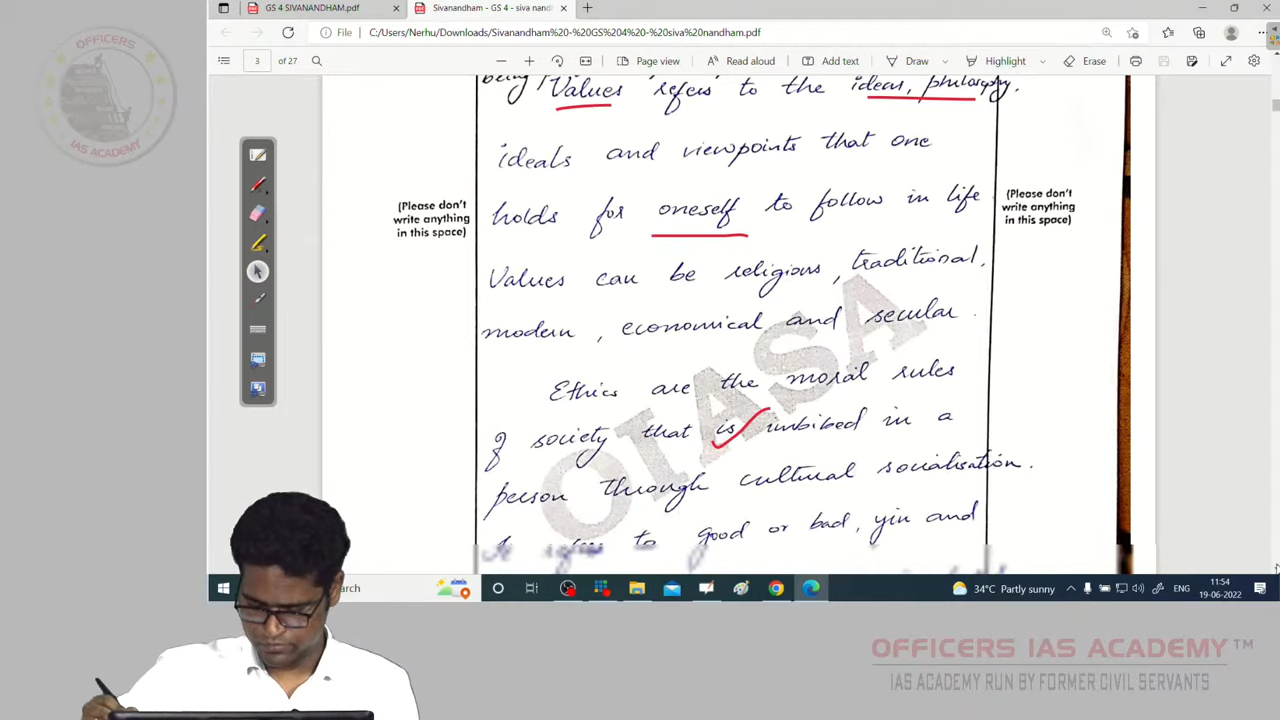 OFFICERS
IAS ACADEMY
GS 4 SIVANANDHAM.pdf
Sivanandham - GS 4 - siva nand
File
C:/Users/Nerhu/Downloads/Sivanandham%20-%20GS%204%20-%20siva%20nandham.pdf
3 of 27
Page view
Read aloud
Add text
Draw
Highlight
Erase
being
Values refers to the ideas, philosophy,
ideals and viewpoints that one
holds for oneself to follow in life
Values can be religious, traditional,
modern, economical and secular.
Ethics are the moral rules
of society that is imbibed in a
person through cultural socialisation.
It refers to good or bad, yin and
(Please don't
write anything
in this space)
(Please don't
write anything
in this space)
OIASA
arch
34°C Partly sunny
ENG
11:54
19-06-2022
OFFICERS IAS ACADEMY™
IAS ACADEMY RUN BY FORMER CIVIL SERVANTS